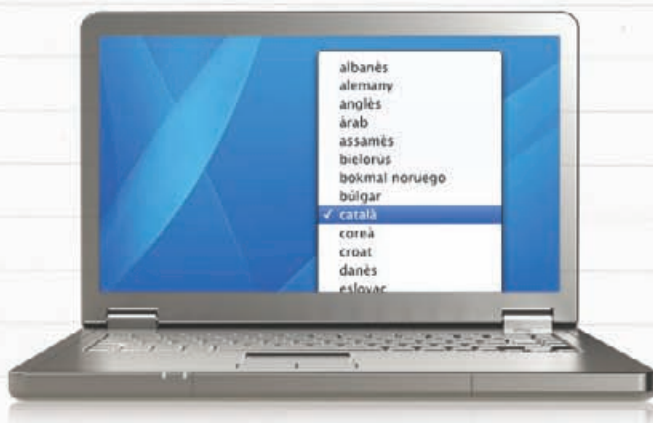 albanès
alemany
anglès
àrab
assamès
bielorús
bokmal noruego
búlgar
✓ català
coreà
croat
danès
eslovac